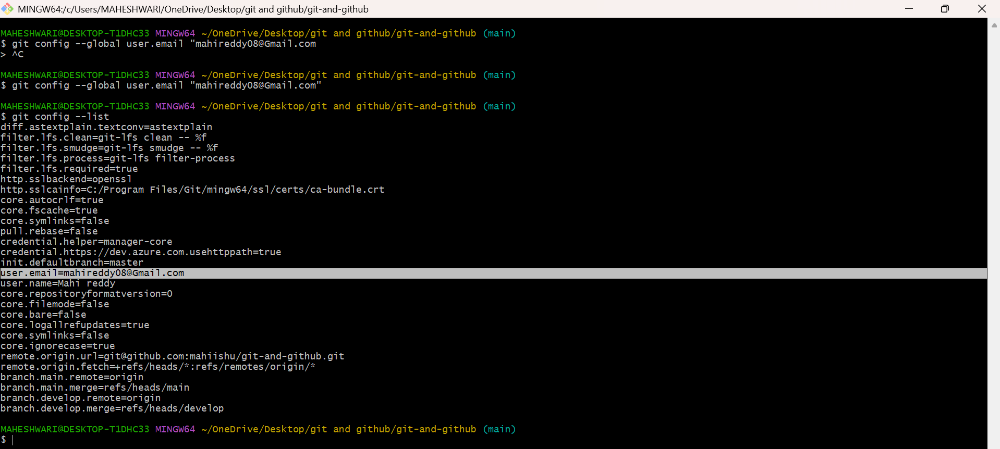 MINGW64:/c/Users/MAHESHWARI/OneDrive/Desktop/git and github/git-and-github
MAHESHWARI@DESKTOP-T1DHC33 MINGW64 ~/OneDrive/Desktop/git and github/git-and-github (main)
$ git config --global user.email "mahireddy08@Gmail.com
> ^C
MAHESHWARI@DESKTOP-T1DHC33 MINGW64 ~/OneDrive/Desktop/git and github/git-and-github (main)
$ git config --global user.email "mahireddy08@Gmail.com"
MAHESHWARI@DESKTOP-T1DHC33 MINGW64 ~/OneDrive/Desktop/git and github/git-and-github (main)
$ git config --list
diff.astextplain.textconv=astextplain
filter.lfs.clean=git-lfs clean -- %f
filter.lfs.smudge=git-lfs smudge -- %f
filter.lfs.process=git-lfs filter-process
filter.lfs.required=true
http.sslbackend=openssl
http.sslcainfo=C:/Program Files/Git/mingw64/ssl/certs/ca-bundle.crt
core.autocrlf=true
core.fscache=true
core.symlinks=false
pull.rebase=false
credential.helper=manager-core
credential.https://dev.azure.com.usehttppath=true
init.defaultbranch=master
user.email=mahireddy08@Gmail.com
user.name=Mahi reddy
core.repositoryformatversion=0
core.filemode=false
core.bare=false
core.logallrefupdates=true
core.symlinks=false
core.ignorecase=true
remote.origin.url=git@github.com:mahiishu/git-and-github.git
remote.origin.fetch=+refs/heads/*:refs/remotes/origin/*
branch.main.remote=origin
branch.main.merge=refs/heads/main
branch.develop.remote=origin
branch.develop.merge=refs/heads/develop
MAHESHWARI@DESKTOP-T1DHC33 MINGW64 ~/OneDrive/Desktop/git and github/git-and-github (main)
$